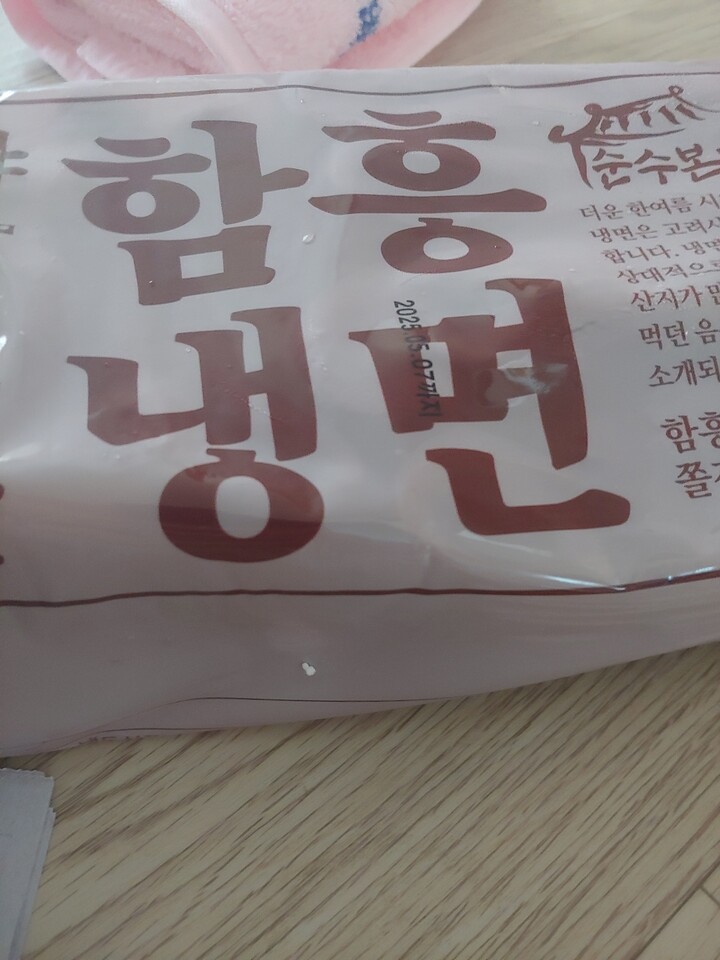 함흥
냉면
2025.05.07까지
순수본
더운 한여름 시
냉면은 고려시
합니다. 냉면
상대적으로
산지가 많
먹던 음
소개되
함흥
쫄